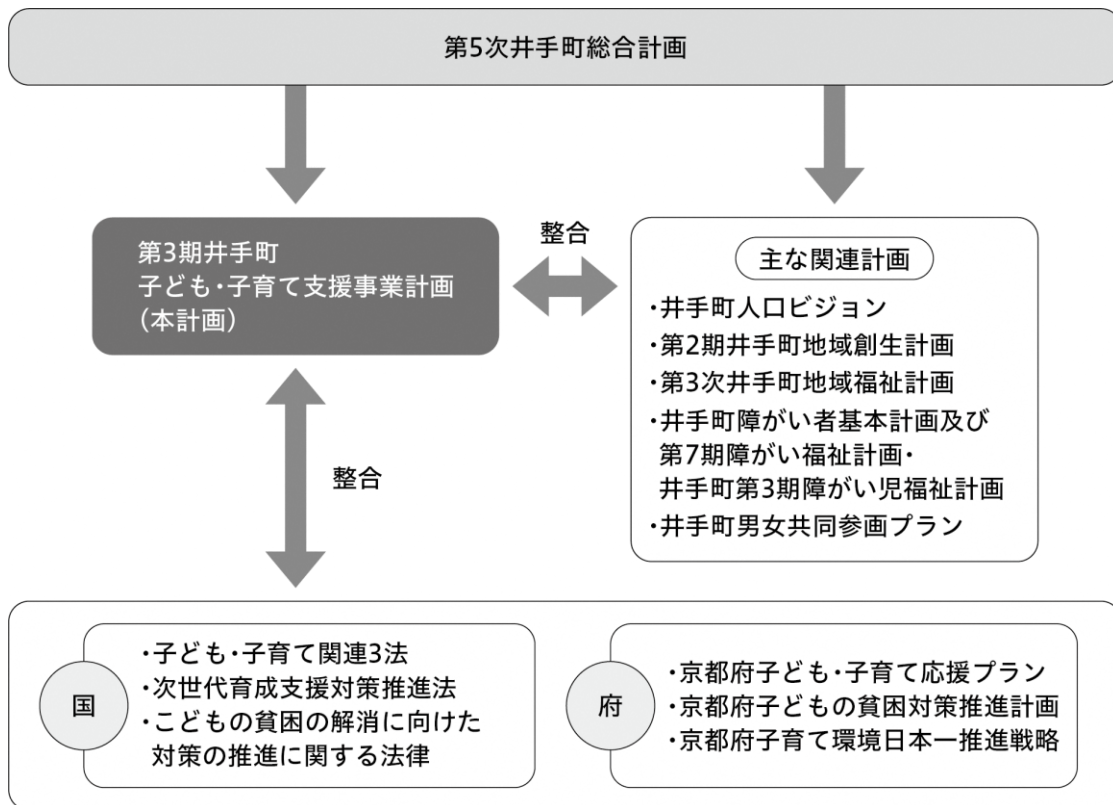 第5次井手町総合計画
第3期井手町
子ども・子育て支援事業計画
（本計画）
整合
主な関連計画
・井手町人口ビジョン
・第2期井手町地域創生計画
・第3次井手町地域福祉計画
・井手町障がい者基本計画及び
第7期障がい福祉計画・
井手町第3期障がい児福祉計画
・井手町男女共同参画プラン
整合
国
・子ども・子育て関連3法
・次世代育成支援対策推進法
・こどもの貧困の解消に向けた
対策の推進に関する法律
府
・京都府子ども・子育て応援プラン
・京都府子どもの貧困対策推進計画
・京都府子育て環境日本一推進戦略